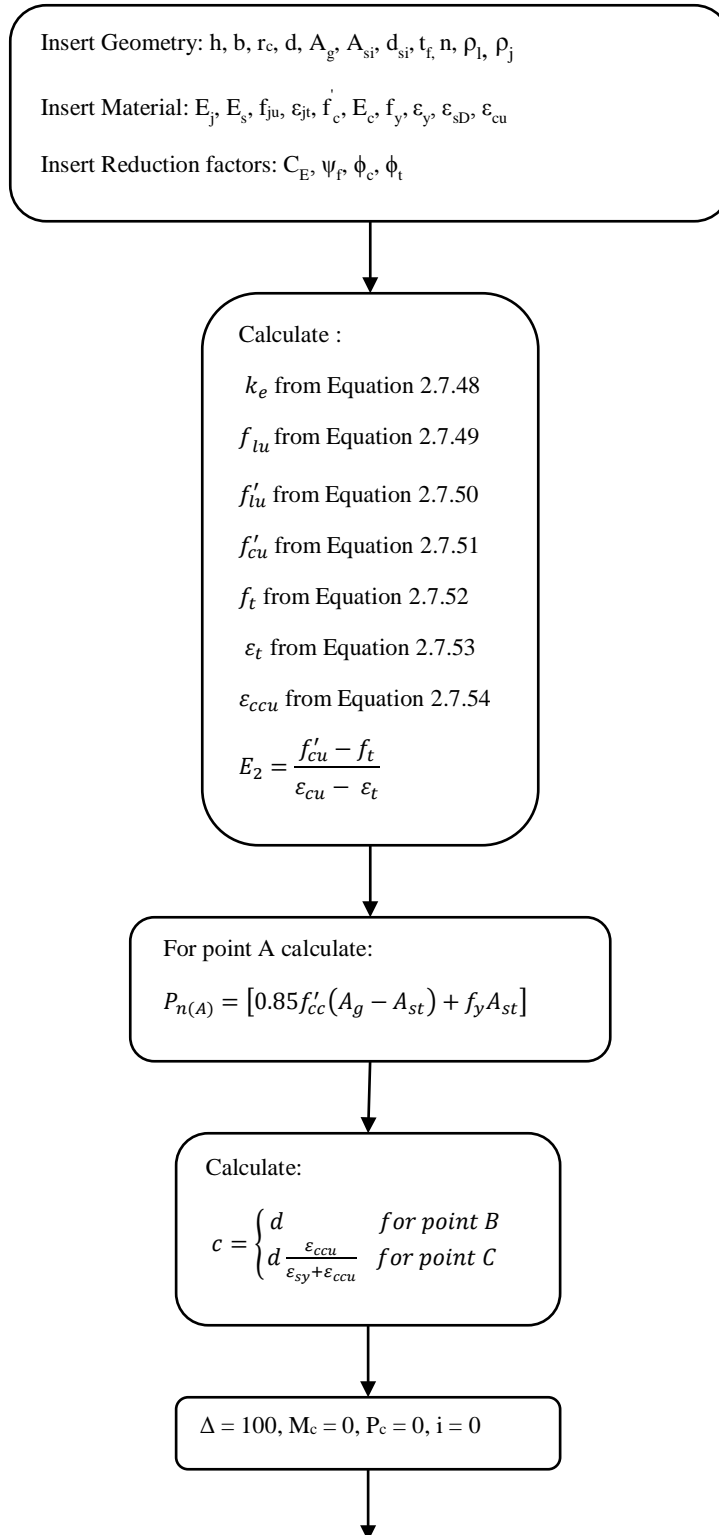 Insert Geometry: h, b, r_c, d, A_g, A_si, d_si, t_f, n, ρ_l, ρ_j
Insert Material: E_j, E_s, f_ju, ε_jt, f'_c, E_c, f_y, ε_y, ε_sD, ε_cu
Insert Reduction factors: C_E, ψ_f, ϕ_c, ϕ_t
Calculate :
k_e from Equation 2.7.48
f_lu from Equation 2.7.49
f'_lu from Equation 2.7.50
f'_cu from Equation 2.7.51
f_t from Equation 2.7.52
ε_t from Equation 2.7.53
ε_ccu from Equation 2.7.54
E_2 = (f'_cu − f_t) / (ε_cu − ε_t)
For point A calculate:
P_n(A) = [0.85f'_cc(A_g − A_st) + f_yA_st]
Calculate:
c = { d for point B
d ε_ccu / (ε_sy+ε_ccu) for point C
Δ = 100, M_c = 0, P_c = 0, i = 0